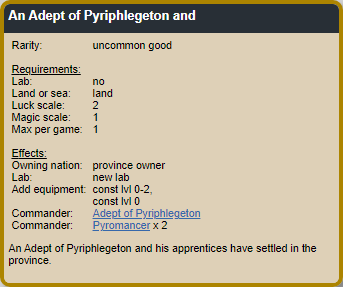 An Adept of Pyriphlegeton and
Rarity: uncommon good
Requirements:
Lab: no
Land or sea: land
Luck scale: 2
Magic scale: 1
Max per game: 1
Effects:
Owning nation: province owner
Lab: new lab
Add equipment: const lvl 0-2,
const lvl 0
Commander: Adept of Pyriphlegeton
Commander: Pyromancer x 2
An Adept of Pyriphlegeton and his apprentices have settled in the
province.